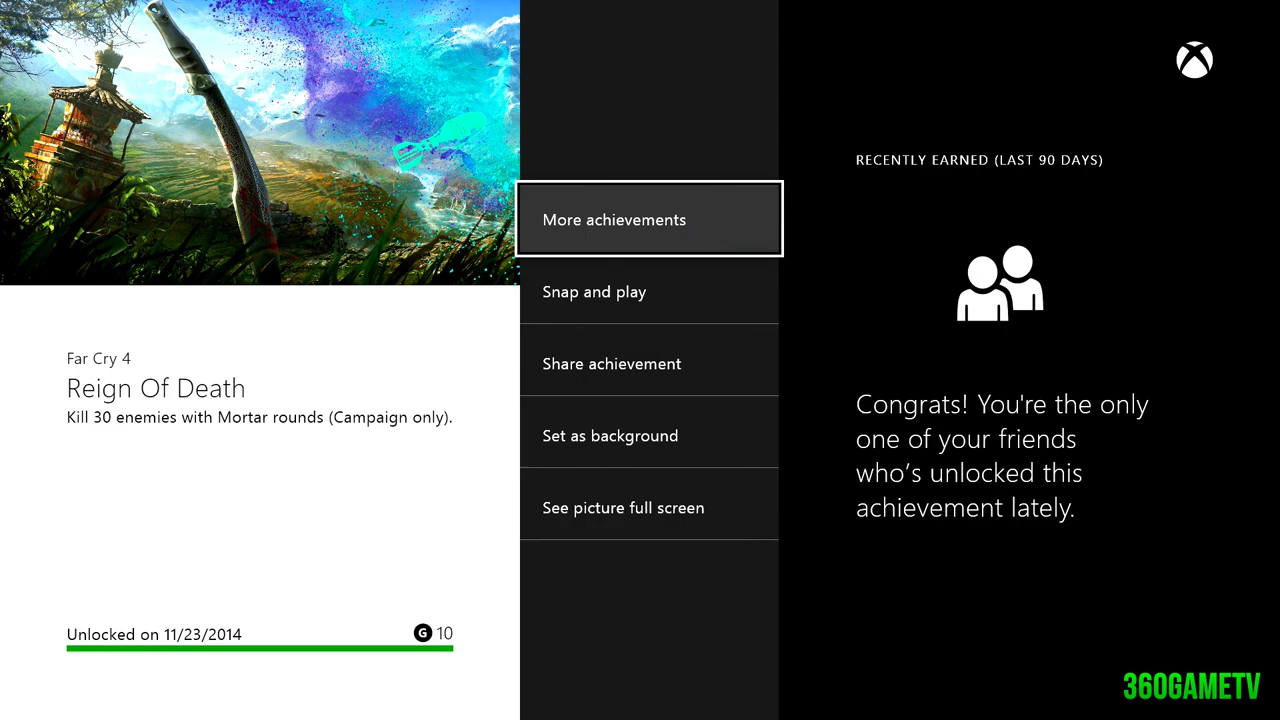 Far Cry 4
Reign Of Death
Kill 30 enemies with Mortar rounds (Campaign only).
Unlocked on 11/23/2014
G 10
More achievements
Snap and play
Share achievement
Set as background
See picture full screen
RECENTLY EARNED (LAST 90 DAYS)
Congrats! You're the only
one of your friends
who’s unlocked this
achievement lately.
360GAMETV